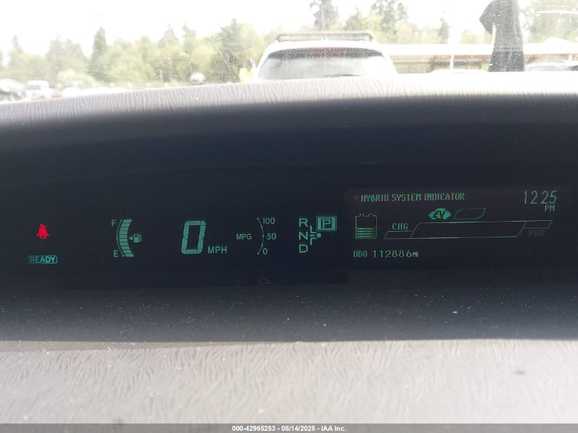 HYBRID SYSTEM INDICATOR
12:25 PM
F
E
0 MPH
MPG
100
50
0
R
N
D
P
EV
CHG
PWR
READY
ODO 112886MI
000-42965253 - 05/14/2025 - IAA Inc.